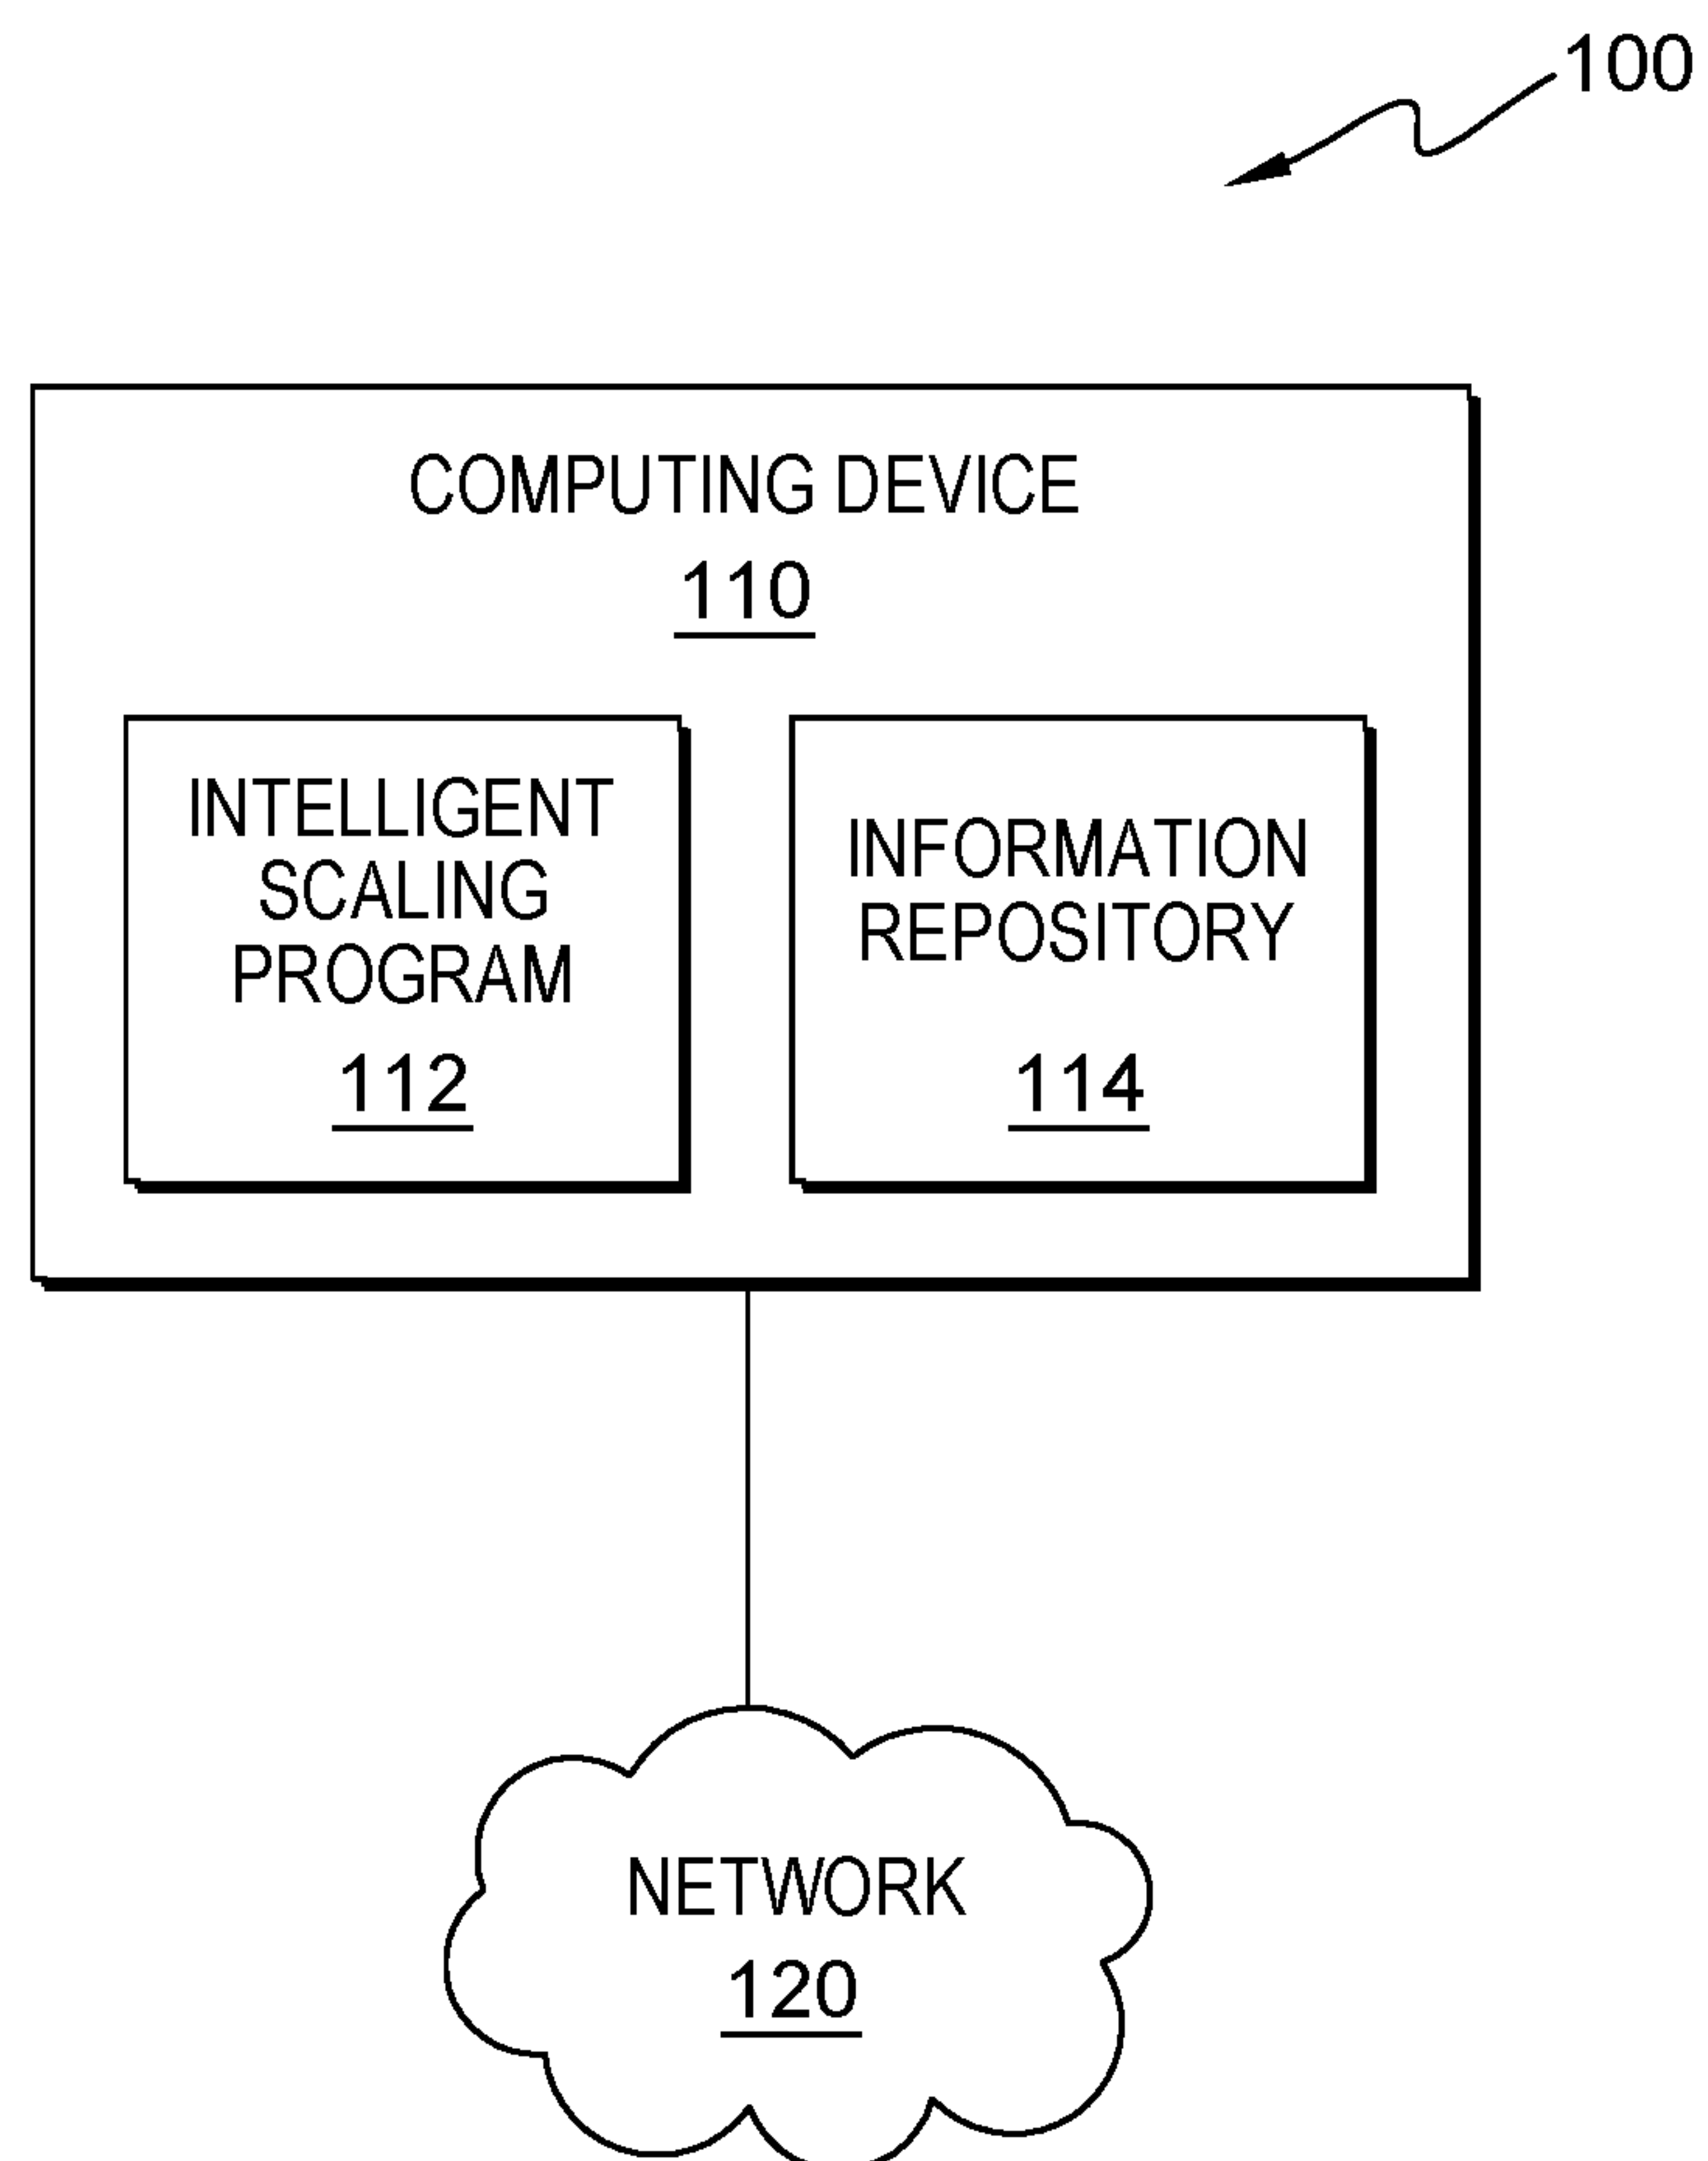 100
COMPUTING DEVICE
110
INTELLIGENT
SCALING
PROGRAM
112
INFORMATION
REPOSITORY
114
NETWORK
120